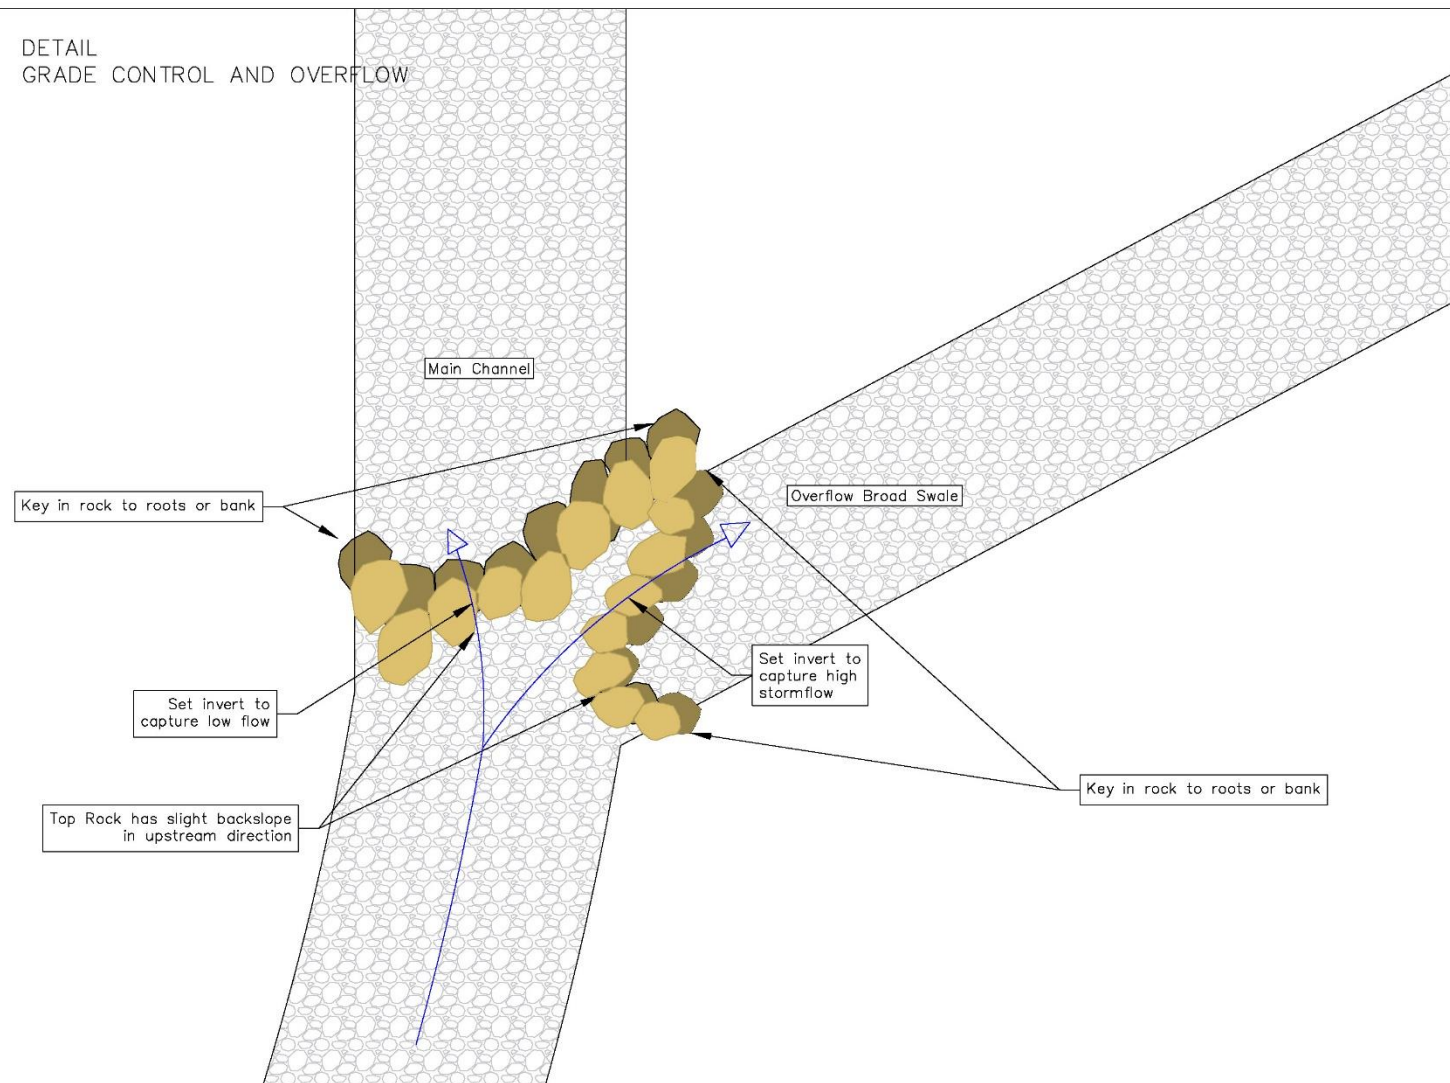 DETAIL
GRADE CONTROL AND OVERFLOW
Main Channel
Key in rock to roots or bank
Overflow Broad Swale
Set invert to
capture low flow
Set invert to
capture high
stormflow
Top Rock has slight backslope
in upstream direction
Key in rock to roots or bank